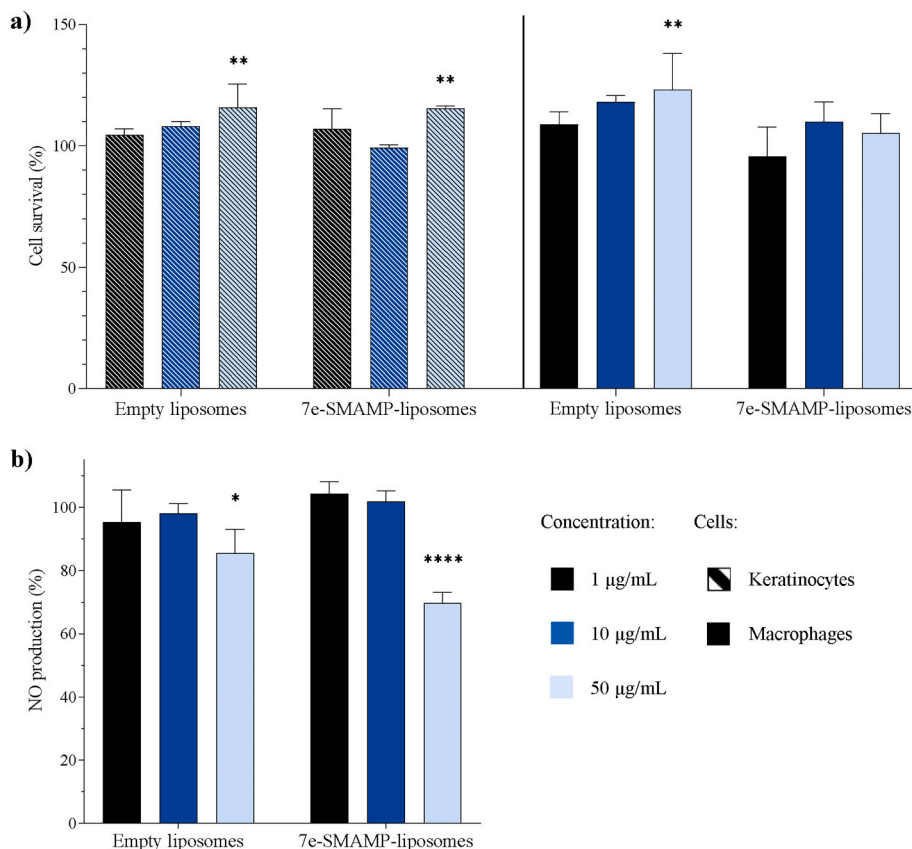 a)
Cell survival (%)
150
100
50
0
**
**
**
Empty liposomes
7e-SMAMP-liposomes
Empty liposomes
7e-SMAMP-liposomes
b)
NO production (%)
100
80
60
40
20
0
*
****
Empty liposomes
7e-SMAMP-liposomes
Concentration:
1 µg/mL
10 µg/mL
50 µg/mL
Cells:
Keratinocytes
Macrophages